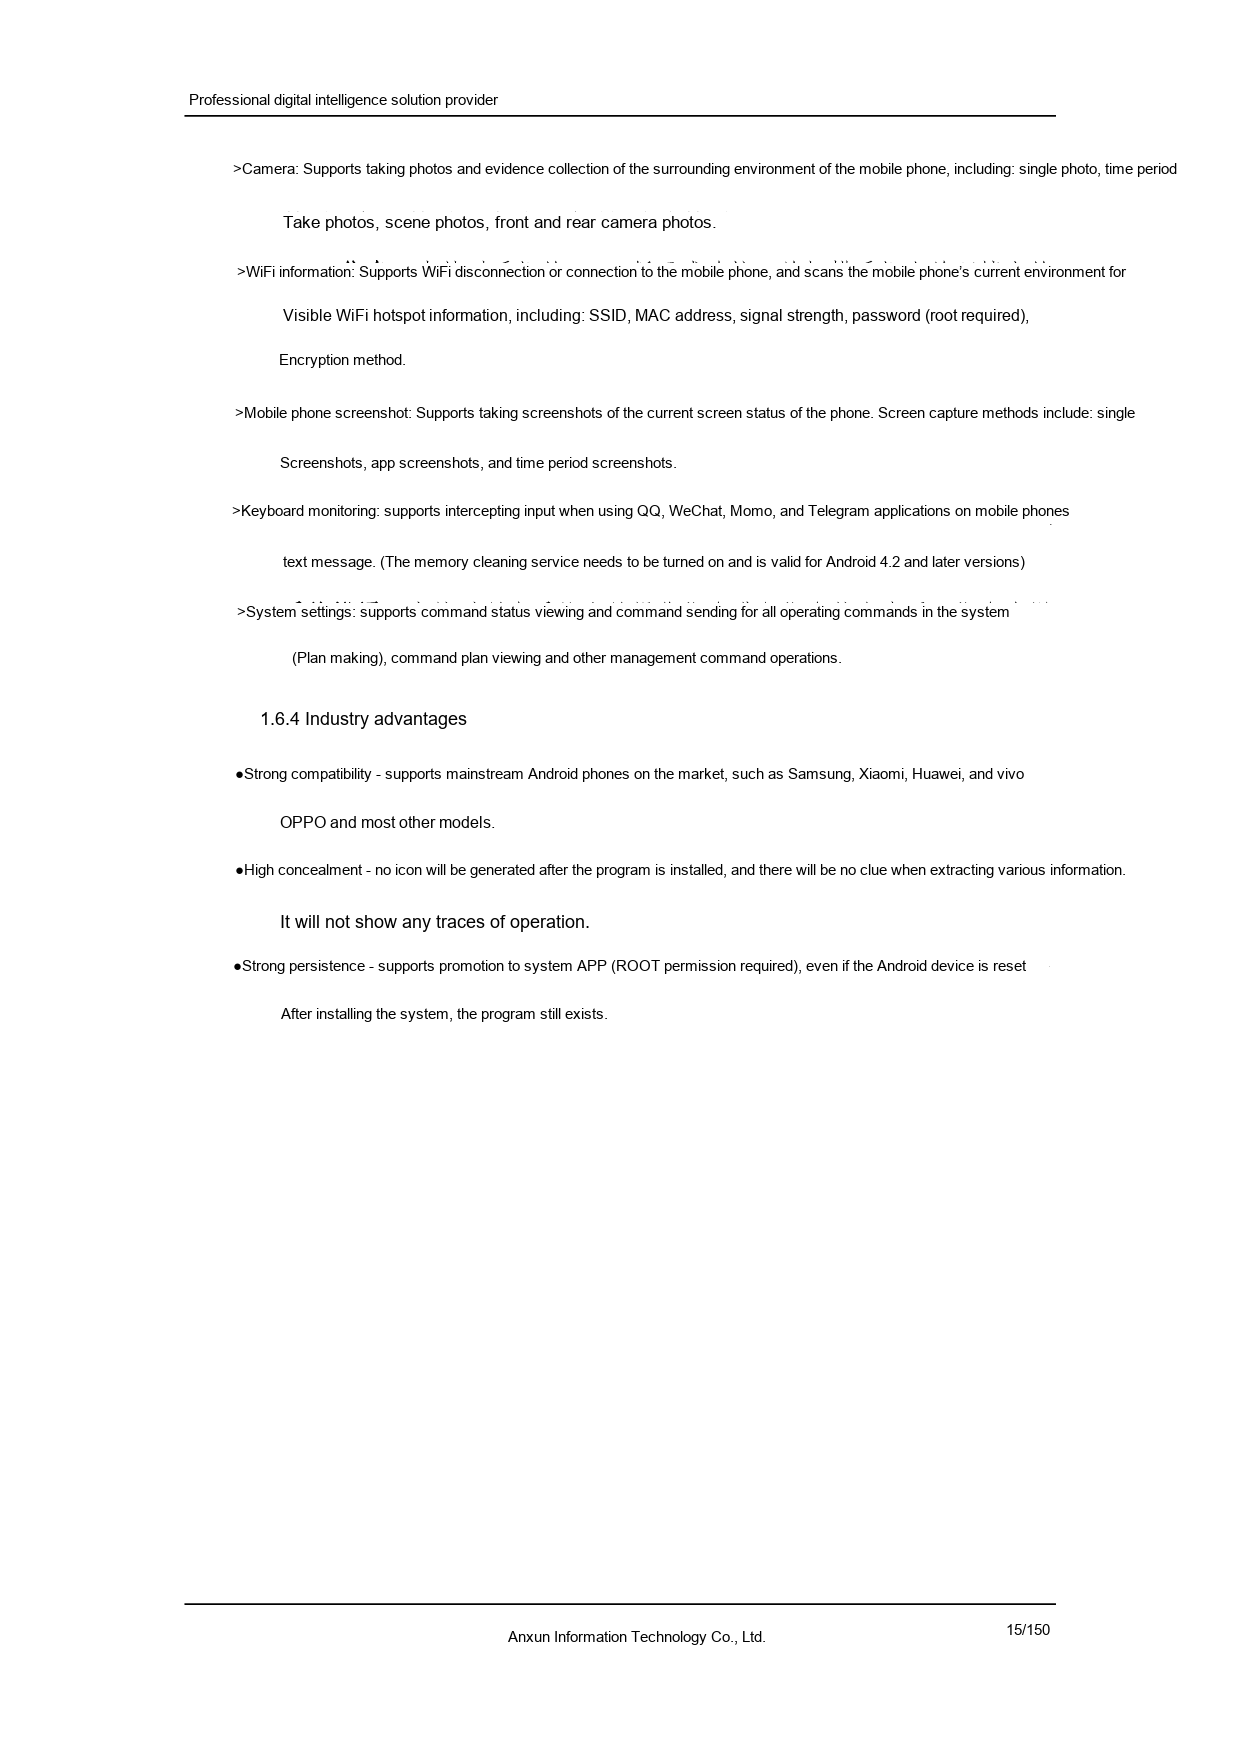 Professional digital intelligence solution provider
>Camera: Supports taking photos and evidence collection of the surrounding environment of the mobile phone, including: single photo, time period
Take photos, scene photos, front and rear camera photos.
>WiFi information: Supports WiFi disconnection or connection to the mobile phone, and scans the mobile phone's current environment for
Visible WiFi hotspot information, including: SSID, MAC address, signal strength, password (root required),
Encryption method.
>Mobile phone screenshot: Supports taking screenshots of the current screen status of the phone. Screen capture methods include: single
Screenshots, app screenshots, and time period screenshots.
>Keyboard monitoring: supports intercepting input when using QQ, WeChat, Momo, and Telegram applications on mobile phones
text message. (The memory cleaning service needs to be turned on and is valid for Android 4.2 and later versions)
>System settings: supports command status viewing and command sending for all operating commands in the system
(Plan making), command plan viewing and other management command operations.
1.6.4 Industry advantages
●Strong compatibility - supports mainstream Android phones on the market, such as Samsung, Xiaomi, Huawei, and vivo
OPPO and most other models.
●High concealment - no icon will be generated after the program is installed, and there will be no clue when extracting various information.
It will not show any traces of operation.
●Strong persistence - supports promotion to system APP (ROOT permission required), even if the Android device is reset
After installing the system, the program still exists.
Anxun Information Technology Co., Ltd.
15/150